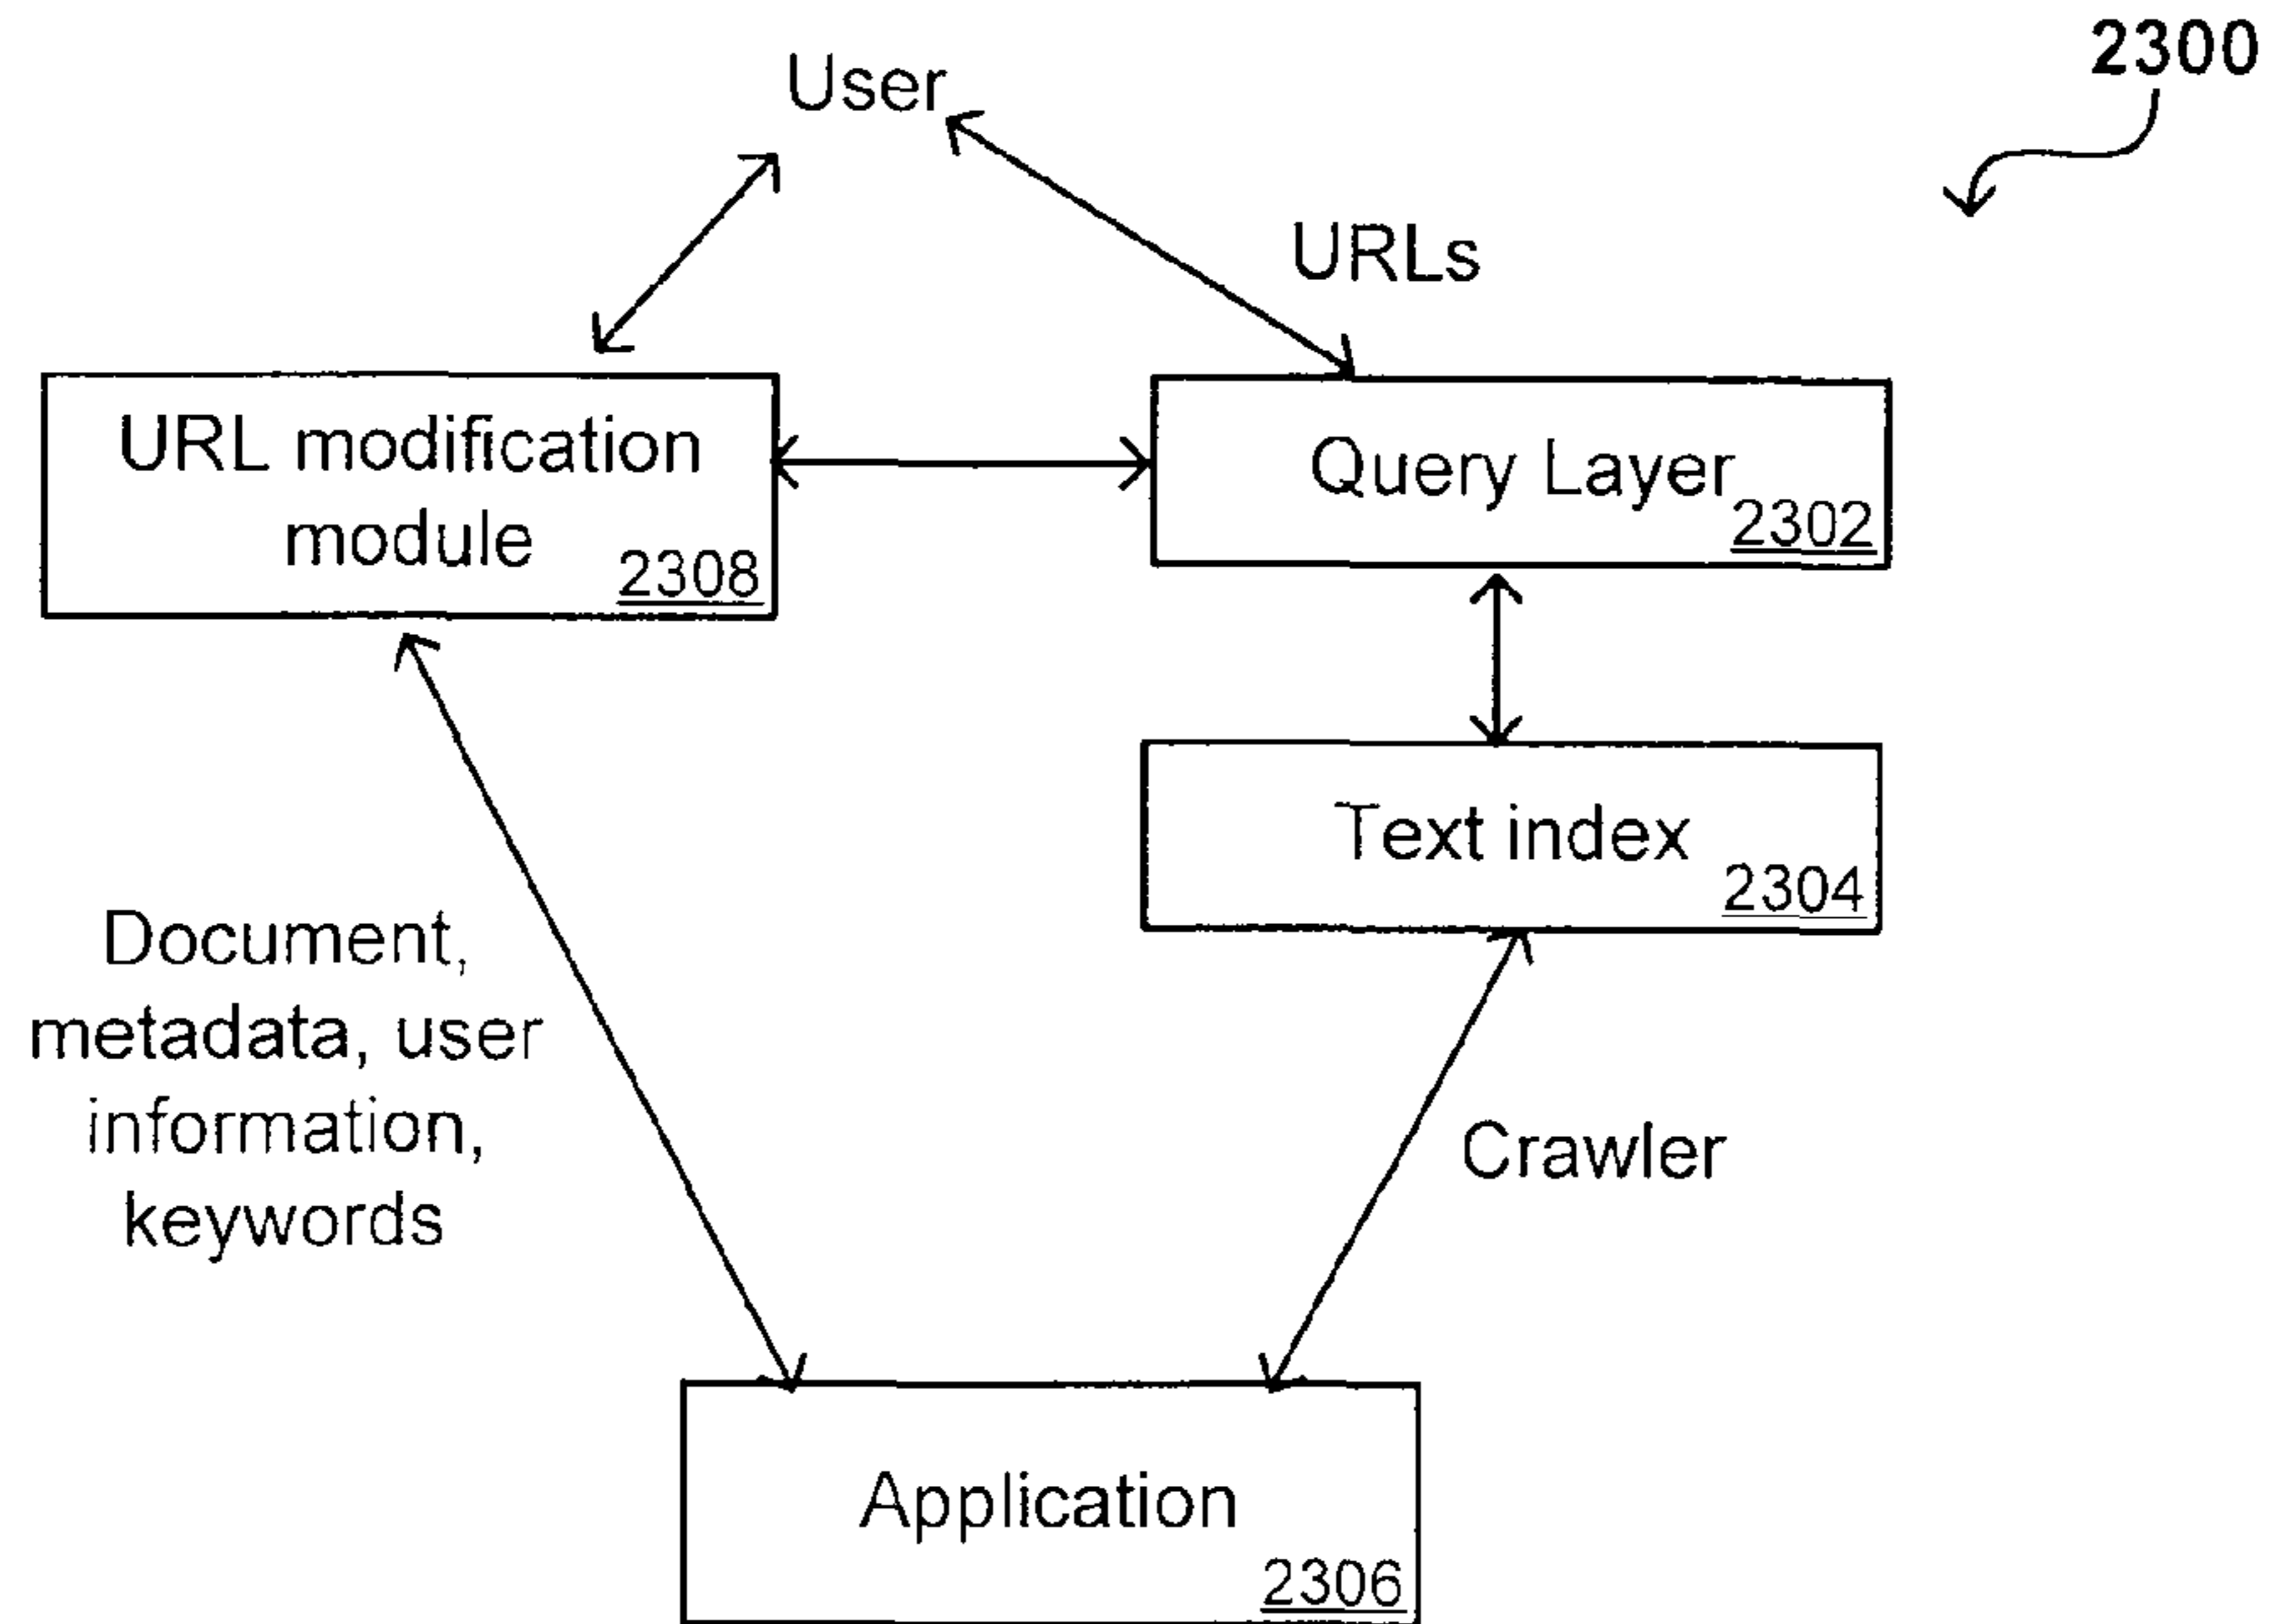 2300
User
URLs
URL modification
module
2308
Query Layer
2302
Text index
2304
Document,
metadata, user
information,
keywords
Crawler
Application
2306